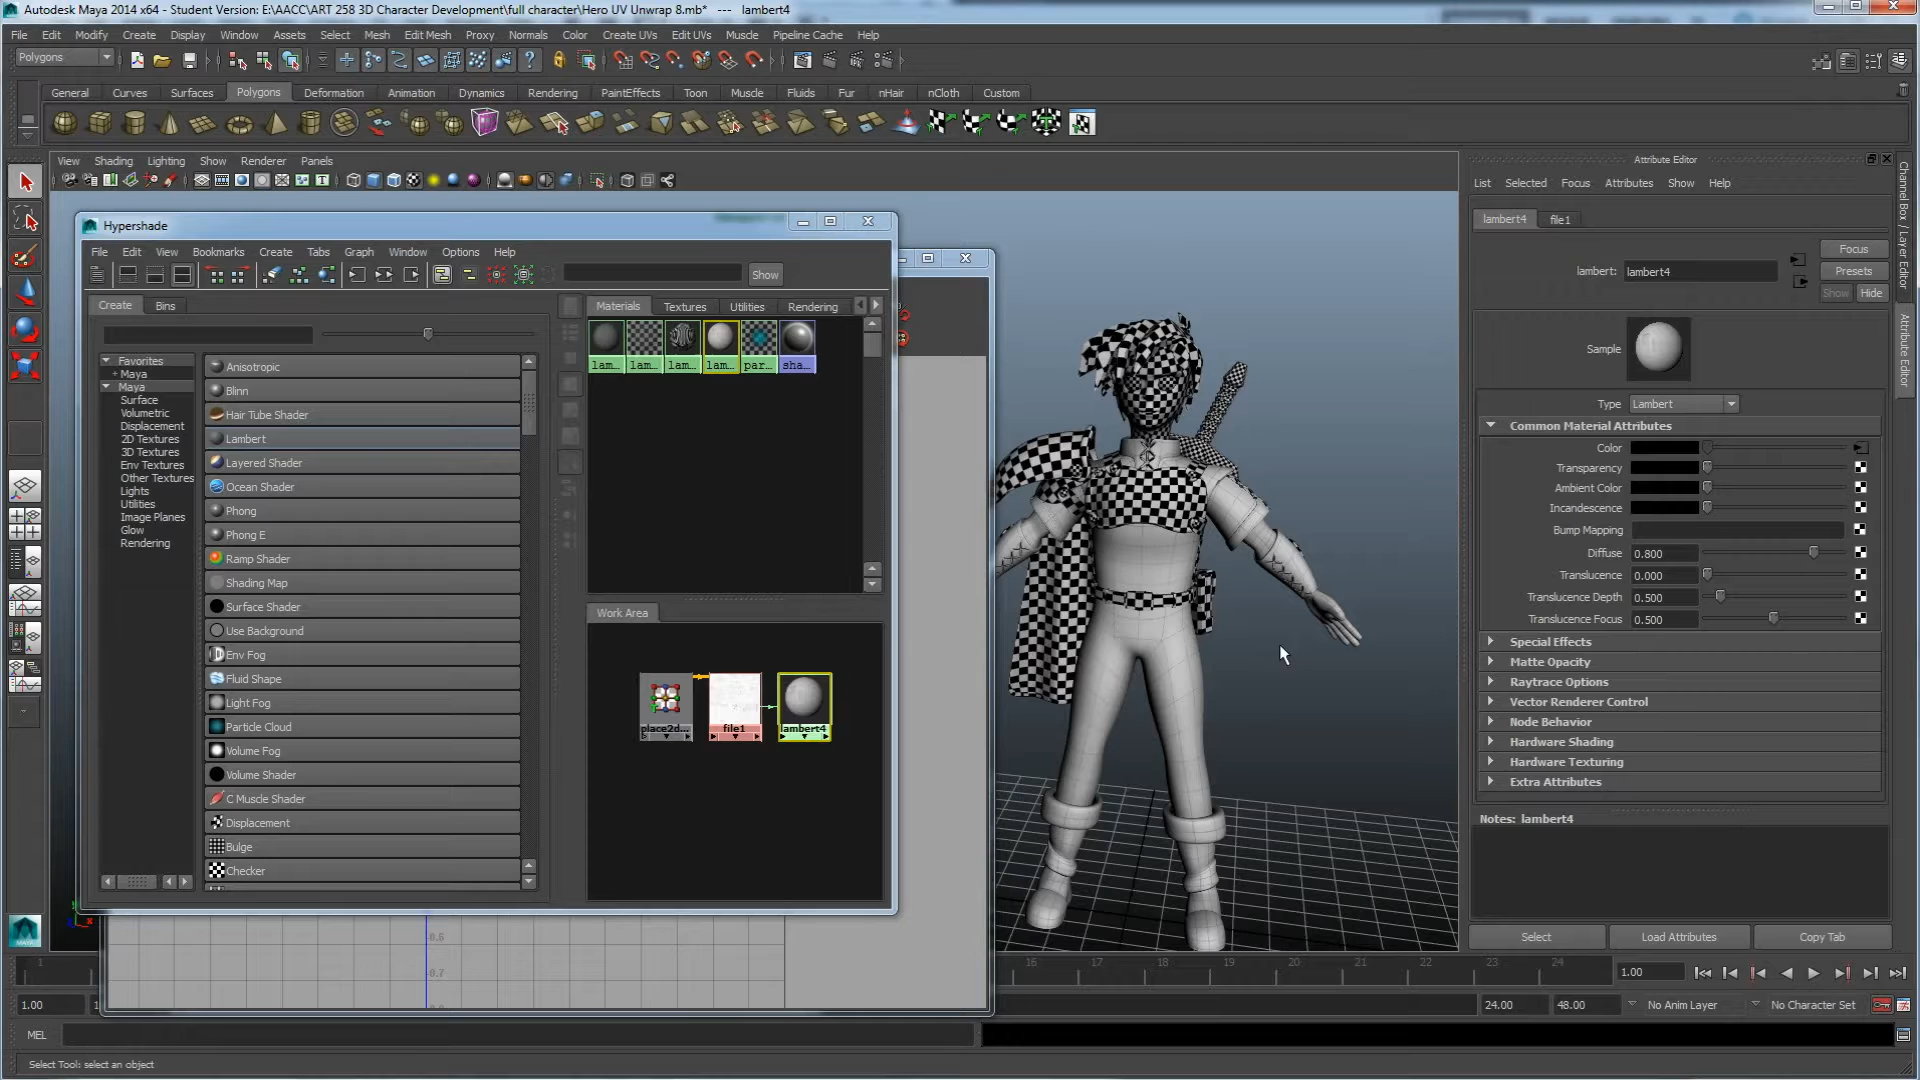 Autodesk Maya 2014 x64 - Student Version: E:\AACC\ART 258 3D Character Development\full character\Hero UV Unwrap 8.mb* --- lambert4
File Edit Modify Create Display Window Assets Select Mesh Edit Mesh Proxy Normals Color Create UVs Edit UVs Muscle Pipeline Cache Help
Polygons
General Curves Surfaces Polygons Deformation Animation Dynamics Rendering PaintEffects Toon Muscle Fluids Fur nHair nCloth Custom
View Shading Lighting Show Renderer Panels
Attribute Editor
List Selected Focus Attributes Show Help
Channel Box / Layer Editor
Attribute Editor
lambert4 file1
Focus
lambert: lambert4
Presets
Show Hide
Sample
Type Lambert
Common Material Attributes
Color
Transparency
Ambient Color
Incandescence
Bump Mapping
Diffuse 0.800
Translucence 0.000
Translucence Depth 0.500
Translucence Focus 0.500
Special Effects
Matte Opacity
Raytrace Options
Vector Renderer Control
Node Behavior
Hardware Shading
Hardware Texturing
Extra Attributes
Notes: lambert4
Select Load Attributes Copy Tab
Hypershade
File Edit View Bookmarks Create Tabs Graph Window Options Help
Show
Create Bins
Favorites
+ Maya
Maya
Surface
Volumetric
Displacement
2D Textures
3D Textures
Env Textures
Other Textures
Lights
Utilities
Image Planes
Glow
Rendering
Anisotropic
Blinn
Hair Tube Shader
Lambert
Layered Shader
Ocean Shader
Phong
Phong E
Ramp Shader
Shading Map
Surface Shader
Use Background
Env Fog
Fluid Shape
Light Fog
Particle Cloud
Volume Fog
Volume Shader
C Muscle Shader
Displacement
Bulge
Checker
Materials Textures Utilities Rendering
lam... lam... lam... lam... par... sha...
Work Area
place2d... file1 lambert4
-0.6
-0.7
1 16 17 18 19 20 21 22 23 24 1.00
1.00 24.00 48.00 No Anim Layer No Character Set
MEL
Select Tool: select an object